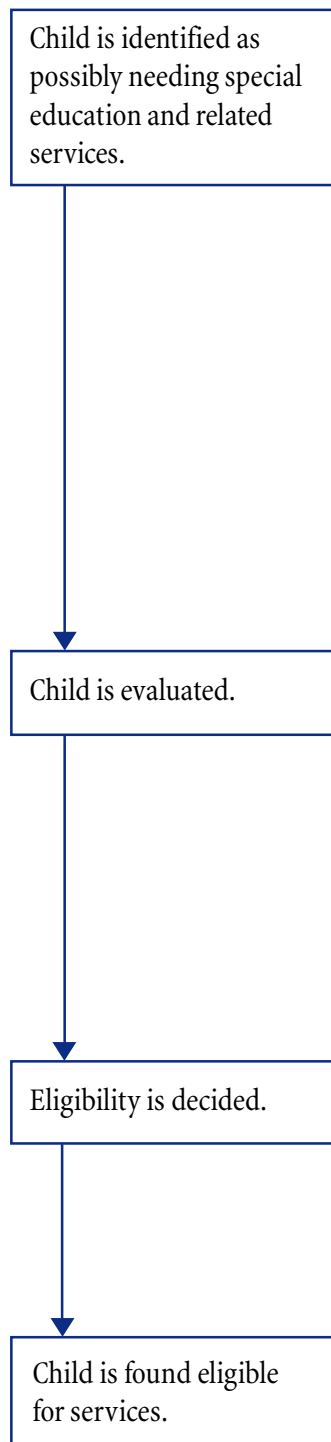 Child is identified as
possibly needing special
education and related
services.
Child is evaluated.
Eligibility is decided.
Child is found eligible
for services.